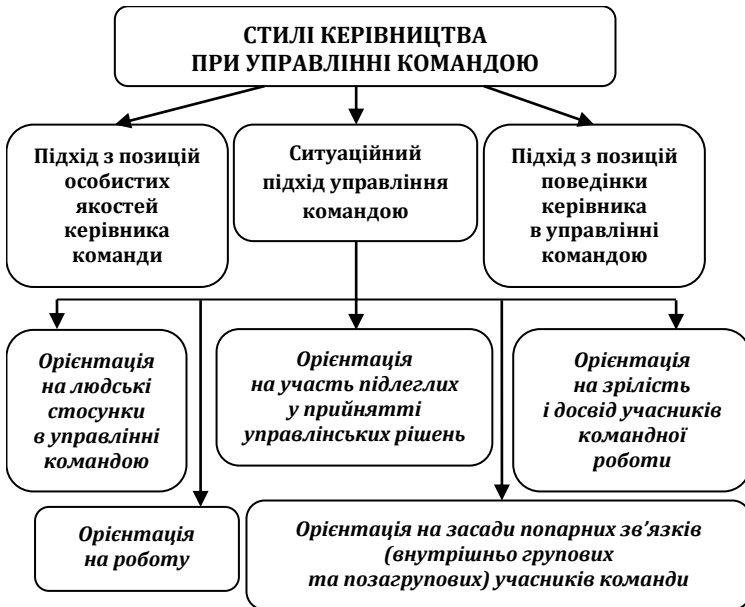 СТИЛІ КЕРІВНИЦТВА
ПРИ УПРАВЛІННІ КОМАНДОЮ
Підхід з позицій
особистих
якостей
керівника
команди
Ситуаційний
підхід управління
командою
Підхід з позицій
поведінки
керівника
в управлінні
командою
Орієнтація
на людські
стосунки
в управлінні
командою
Орієнтація
на участь підлеглих
у прийнятті
управлінських рішень
Орієнтація
на зрілість
і досвід учасників
командної
роботи
Орієнтація
на роботу
Орієнтація на засади попарних зв’язків
(внутрішньо групових
та позагрупових) учасників команди